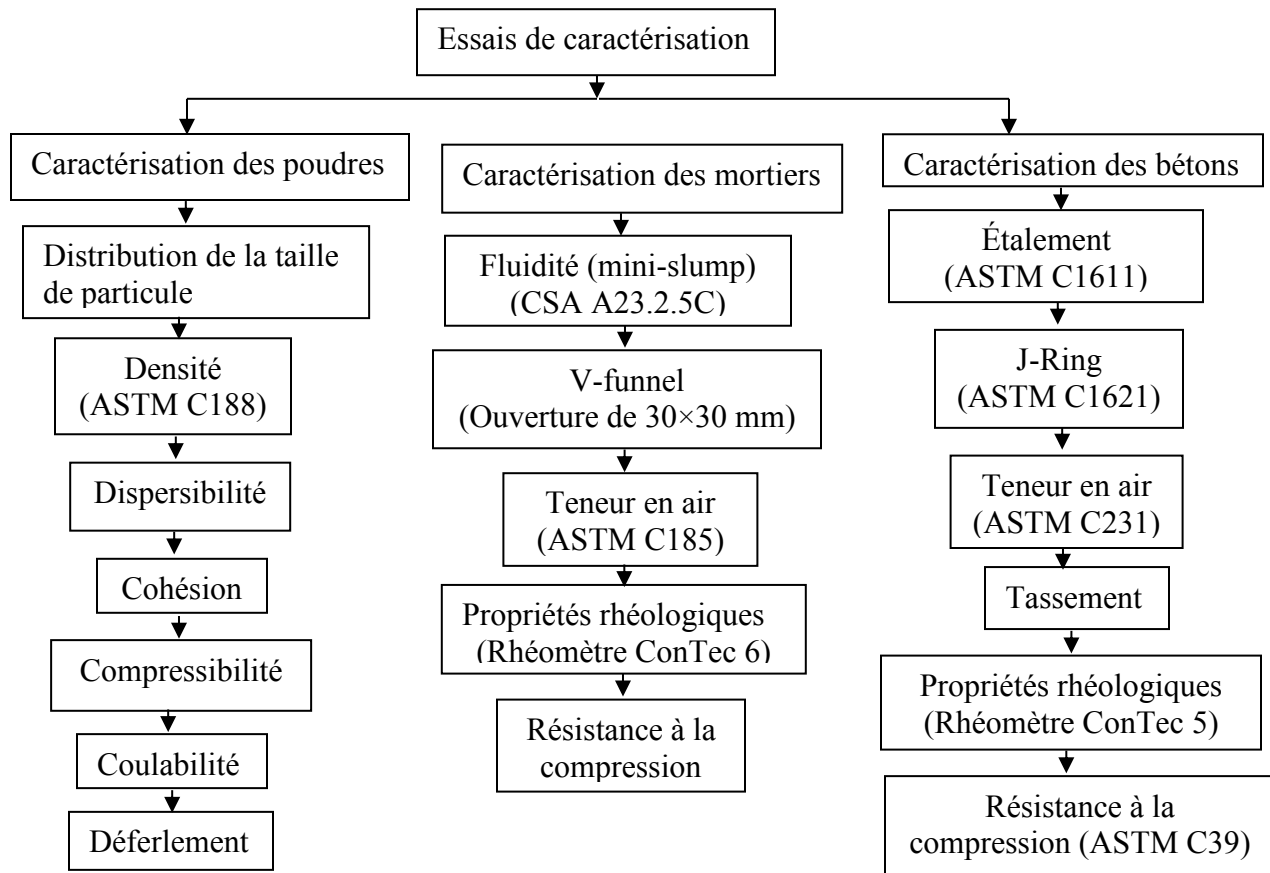 Essais de caractérisation
Caractérisation des poudres
Distribution de la taille
de particule
Densité
(ASTM C188)
Dispersibilité
Cohésion
Compressibilité
Coulabilité
Déferlement
Caractérisation des mortiers
Fluidité (mini-slump)
(CSA A23.2.5C)
V-funnel
(Ouverture de 30×30 mm)
Teneur en air
(ASTM C185)
Propriétés rhéologiques
(Rhéomètre ConTec 6)
Résistance à la
compression
Caractérisation des bétons
Étalement
(ASTM C1611)
J-Ring
(ASTM C1621)
Teneur en air
(ASTM C231)
Tassement
Propriétés rhéologiques
(Rhéomètre ConTec 5)
Résistance à la
compression (ASTM C39)